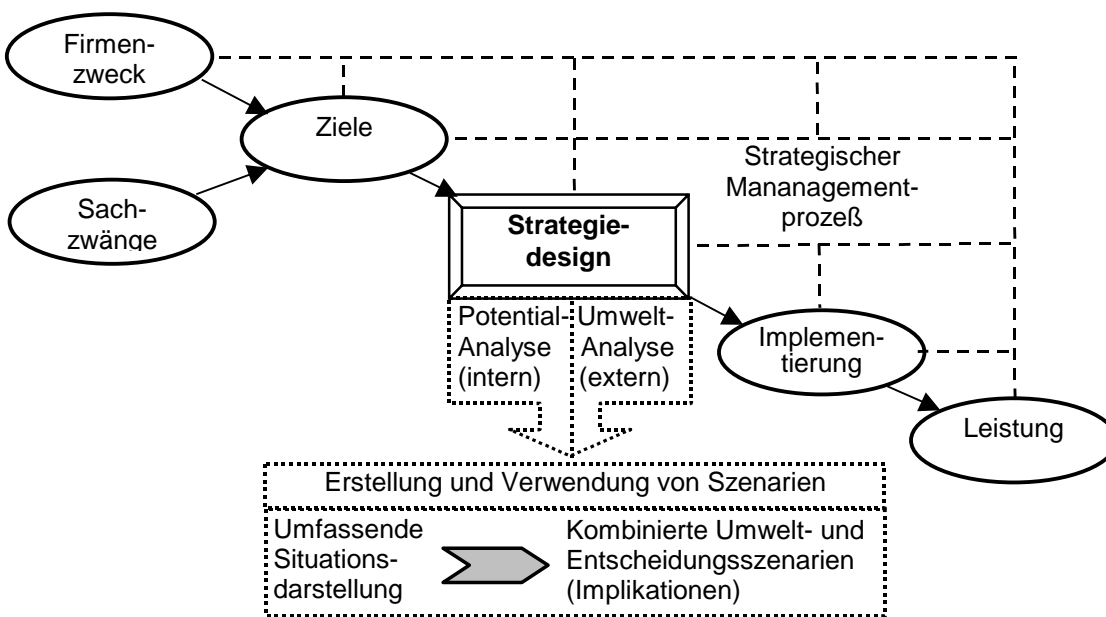 Firmen-
zweck
Ziele
Sach-
zwänge
Strategischer
Mananagement-
prozeß
Strategie-
design
Potential-
Analyse
(intern)
Umwelt-
Analyse
(extern)
Implemen-
tierung
Leistung
Erstellung und Verwendung von Szenarien
Umfassende
Situations-
darstellung
Kombinierte Umwelt- und
Entscheidungsszenarien
(Implikationen)